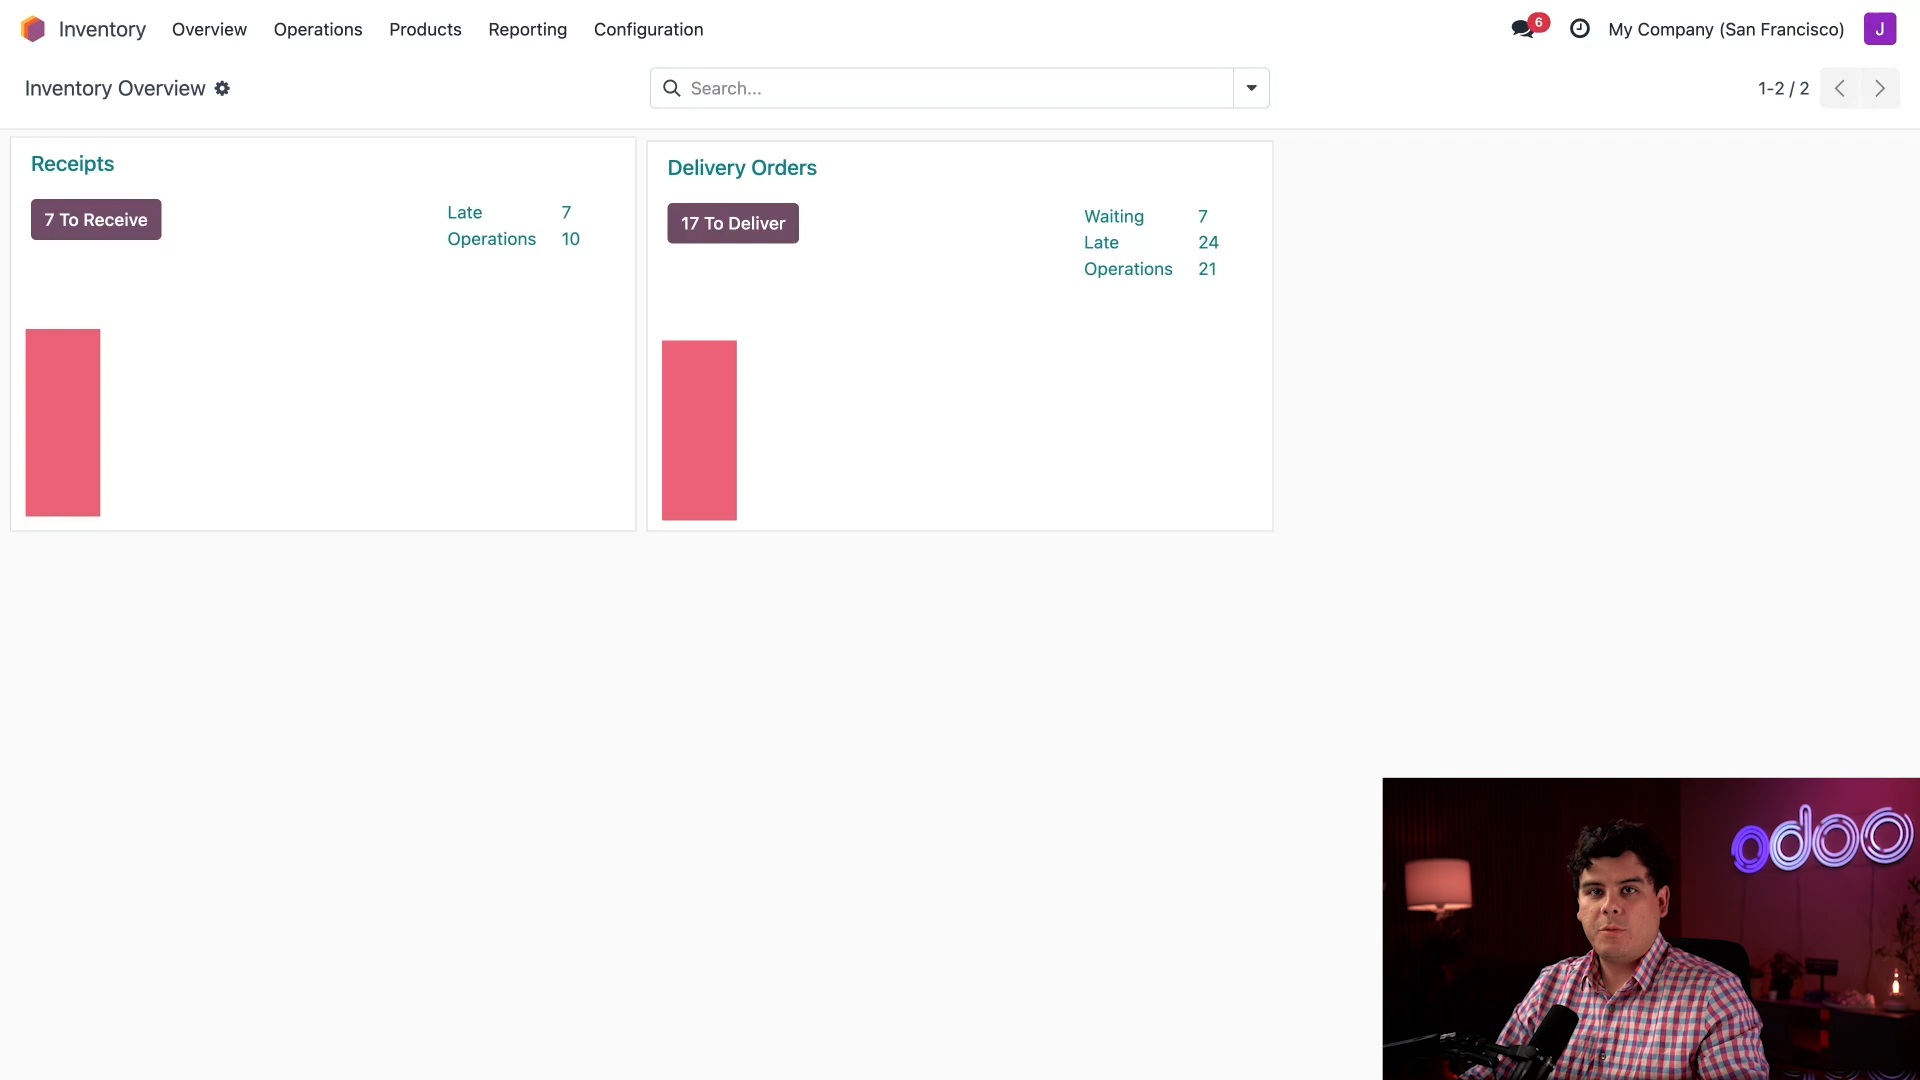 Inventory Overview Operations Products Reporting Configuration
6 My Company (San Francisco) J
Inventory Overview
Search...
1-2 / 2
Receipts
7 To Receive
Late 7
Operations 10
Delivery Orders
17 To Deliver
Waiting 7
Late 24
Operations 21
odoo